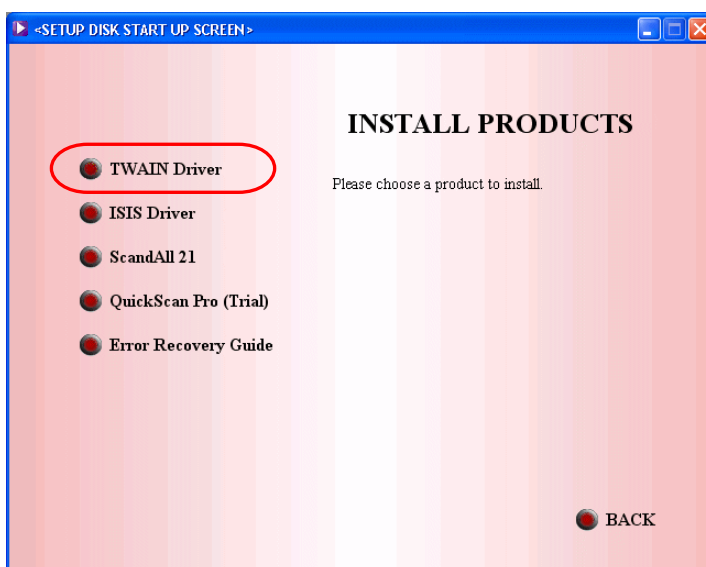 <SETUP DISK START UP SCREEN>
INSTALL PRODUCTS
TWAIN Driver
Please choose a product to install.
ISIS Driver
ScandAll 21
QuickScan Pro (Trial)
Error Recovery Guide
BACK